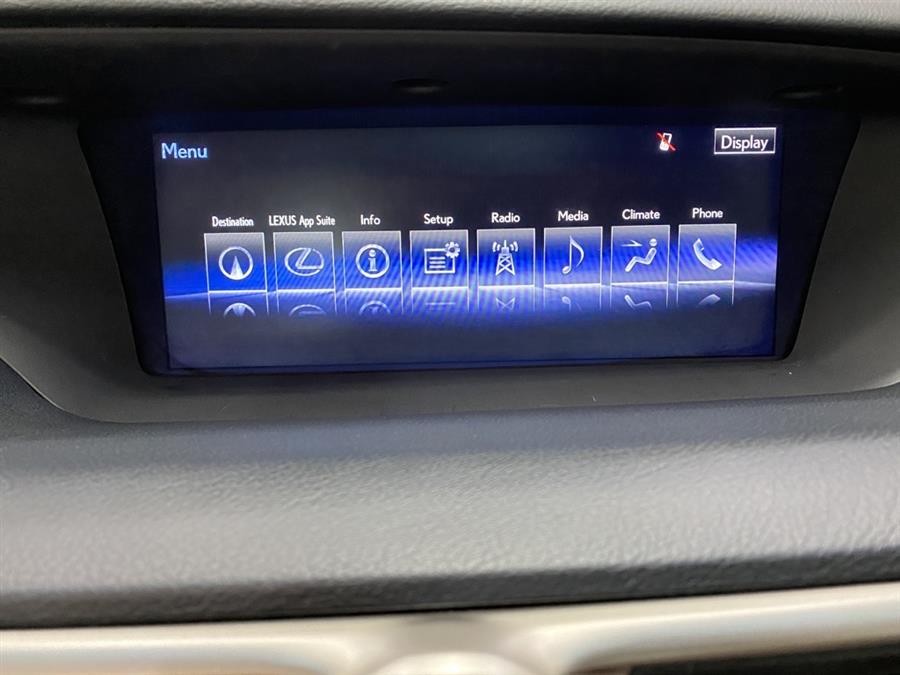 Menu
Display
Destination
LEXUS App Suite
Info
Setup
Radio
Media
Climate
Phone